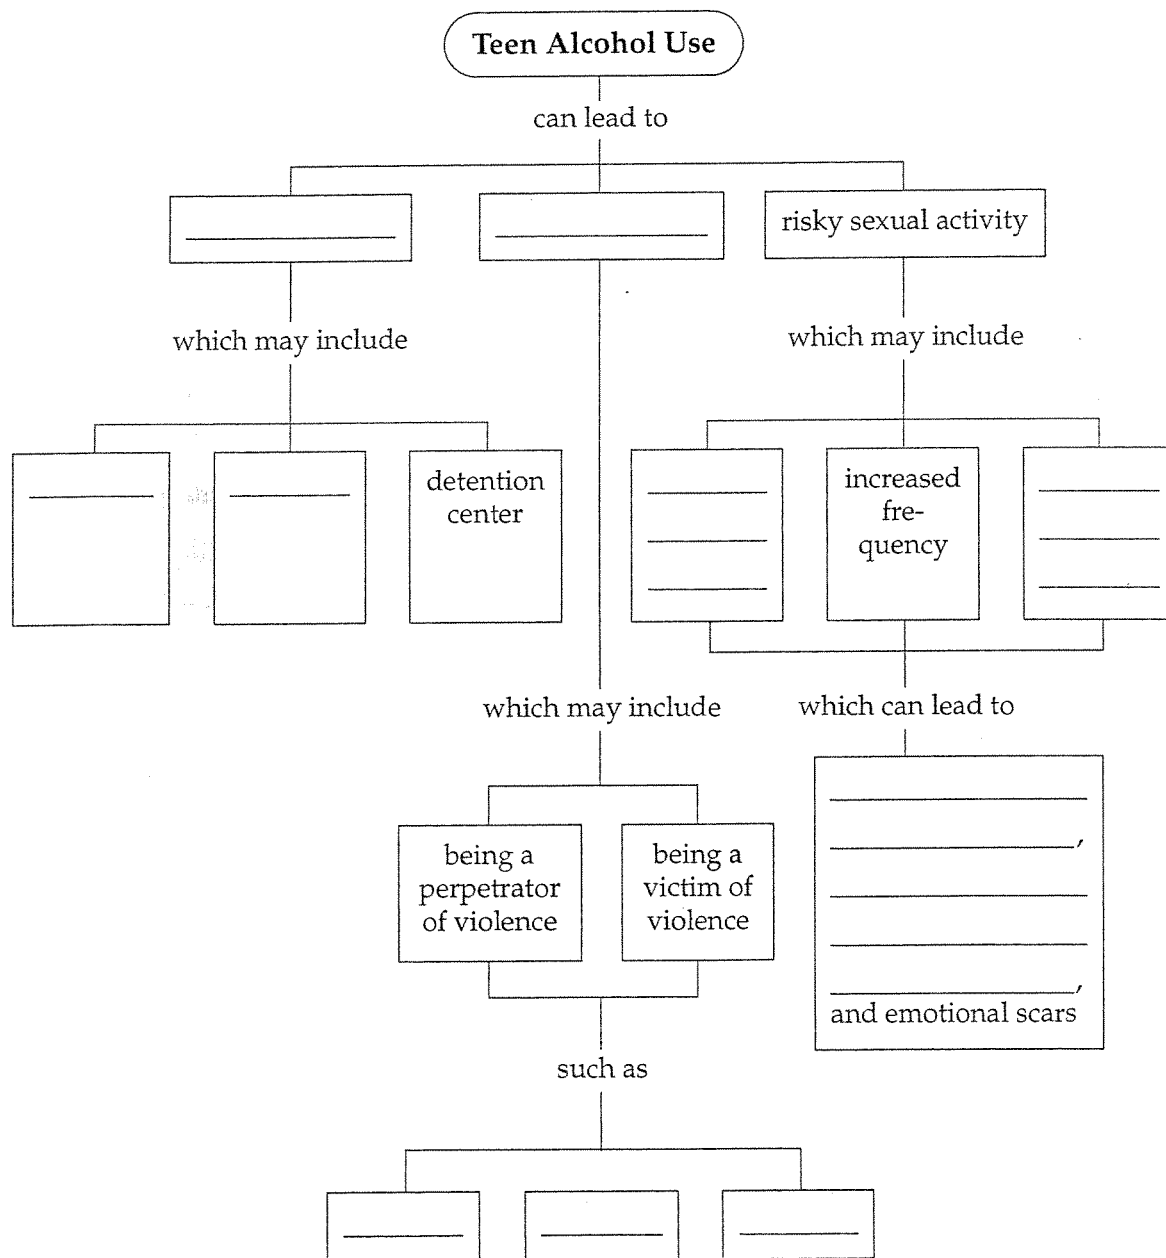 Teen Alcohol Use
can lead to
risky sexual activity
which may include
which may include
detention
center
increased
fre-
quency
which may include
which can lead to
being a
perpetrator
of violence
being a
victim of
violence
,
,
and emotional scars
such as